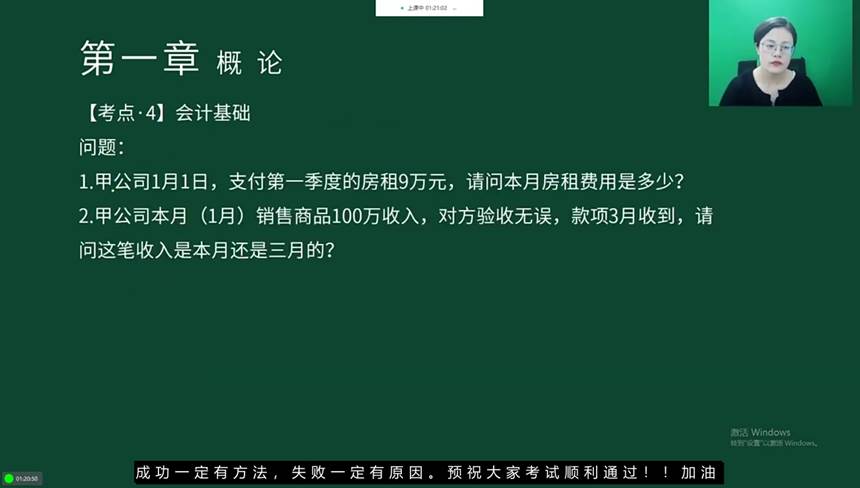 上课中 01:21:02
第一章 概 论
【考点·4】会计基础
问题：
1.甲公司1月1日，支付第一季度的房租9万元，请问本月房租费用是多少？
2.甲公司本月（1月）销售商品100万收入，对方验收无误，款项3月收到，请
问这笔收入是本月还是三月的？
激活 Windows
转到"设置"以激活 Windows。
01:20:50
成功一定有方法，失败一定有原因。预祝大家考试顺利通过！！加油